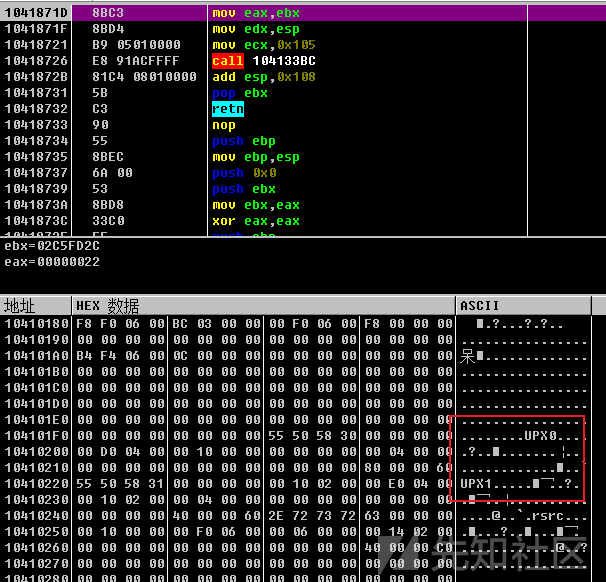 1041871D 8BC3 mov eax,ebx
1041871F 8BD4 mov edx,esp
10418721 B9 05010000 mov ecx,0x105
10418726 E8 91ACFFFF call 104133BC
1041872B 81C4 08010000 add esp,0x108
10418731 5B pop ebx
10418732 C3 retn
10418733 90 nop
10418734 55 push ebp
10418735 8BEC mov ebp,esp
10418737 6A 00 push 0x0
10418739 53 push ebx
1041873A 8BD8 mov ebx,eax
1041873C 33C0 xor eax,eax
ebx=02C5FD2C
eax=00000022
地址 HEX 数据 ASCII
10410180 F8 F0 06 00 BC 03 00 00 00 F0 06 00 F8 00 00 00 .?...?.?..
10410190 00 00 00 00 00 00 00 00 00 00 00 00 00 00 00 00 ................
104101A0 B4 F4 06 00 0C 00 00 00 00 00 00 00 00 00 00 00 呆.............
104101B0 00 00 00 00 00 00 00 00 00 00 00 00 00 00 00 00 ................
104101C0 00 00 00 00 00 00 00 00 00 00 00 00 00 00 00 00 ................
104101D0 00 00 00 00 00 00 00 00 00 00 00 00 00 00 00 00 ................
104101E0 00 00 00 00 00 00 00 00 00 00 00 00 00 00 00 00 ................
104101F0 00 00 00 00 00 00 00 00 55 50 58 30 00 00 00 00 ........UPX0....
10410200 00 D0 04 00 00 10 00 00 00 00 00 00 00 04 00 00
10410210 00 00 00 00 00 00 00 00 00 00 00 00 80 00 00 60
10410220 55 50 58 31 00 00 00 00 00 10 02 00 00 E0 04 00 UPX1
10410230 00 10 02 00 00 04 00 00 00 00 00 00 00 00 00 00
10410240 00 00 00 00 40 00 00 60 2E 72 73 72 63 00 00 00 ....@..`.rsrc...
10410250 00 10 00 00 00 F0 06 00 00 06 00 00 00 14 02 00
10410260 00 00 00 00 00 00 00 00 00 00 00 00 40 00 00 C0
10410270 00 00 00 00 00 00 00 00 00 00 00 00 00 00 00 00
先知社区